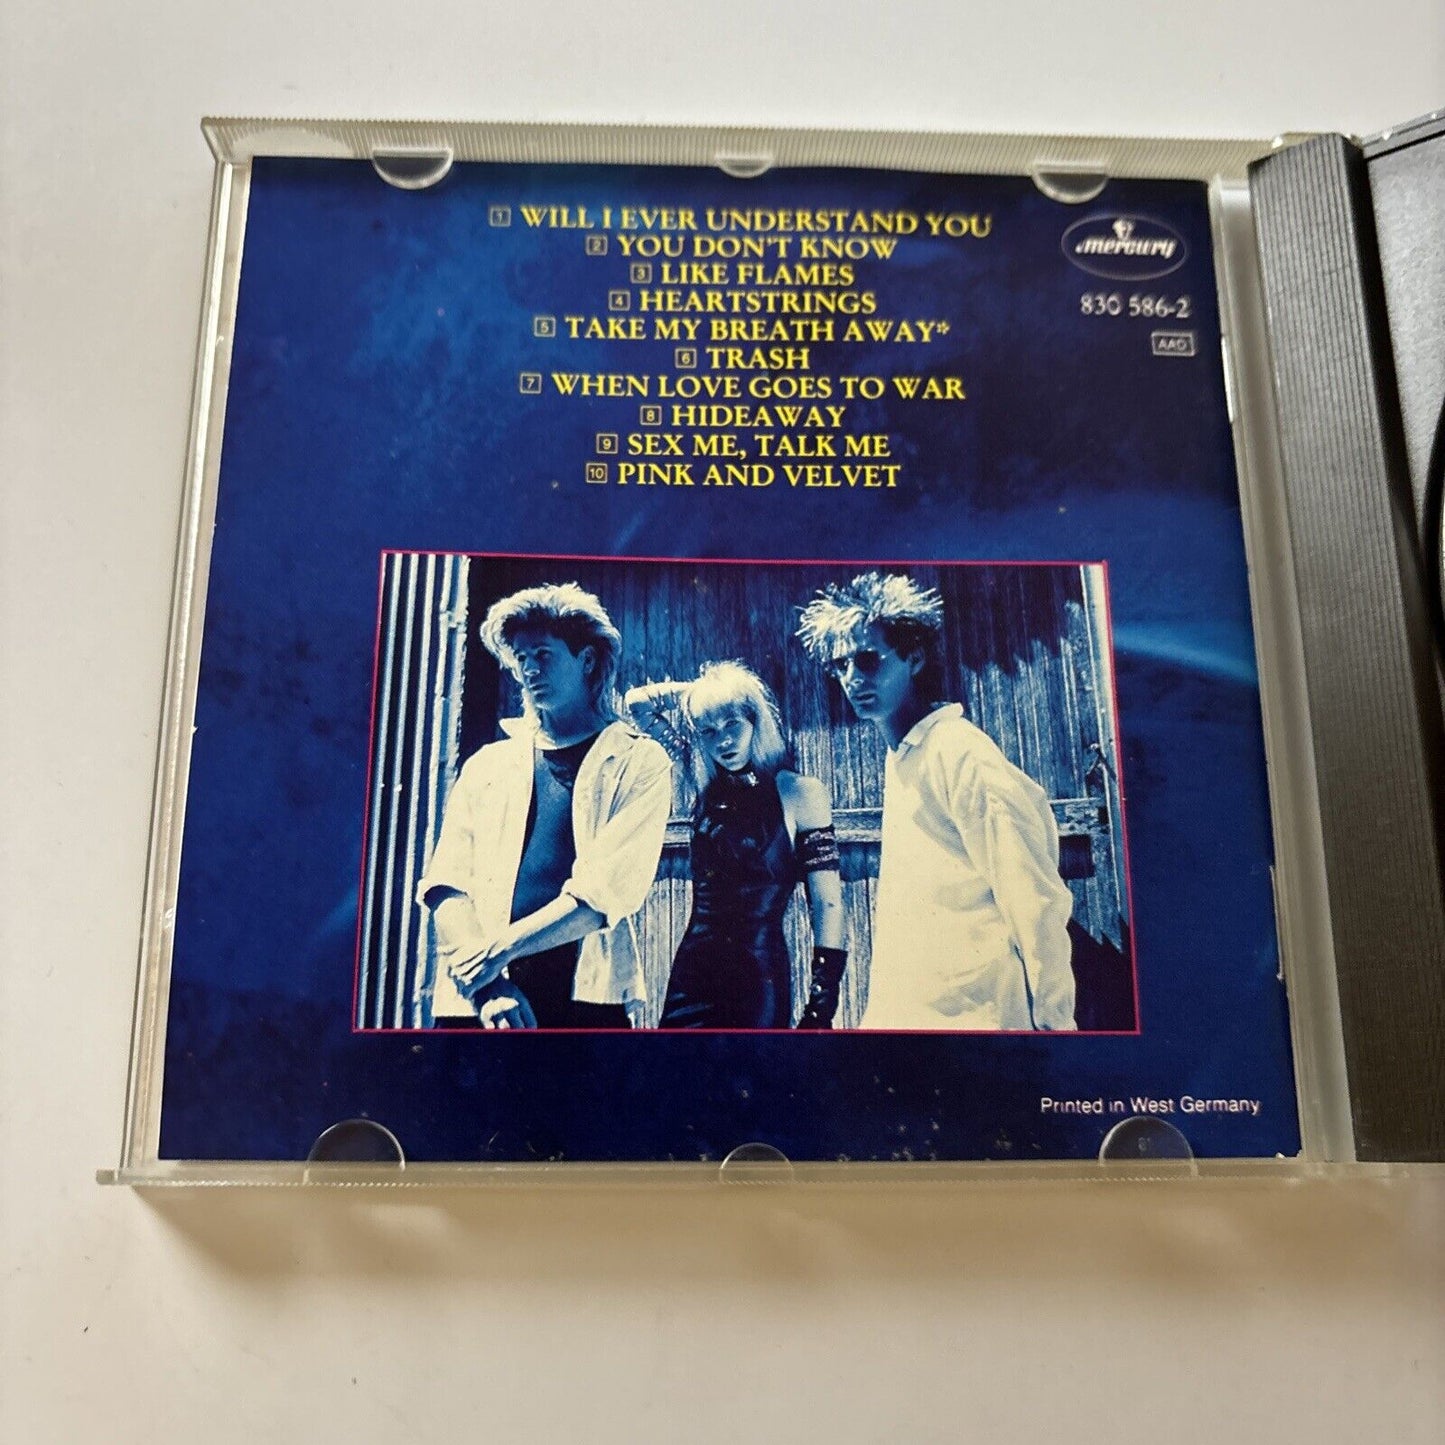 1 WILL I EVER UNDERSTAND YOU
2 YOU DON'T KNOW
3 LIKE FLAMES
4 HEARTSTRINGS
5 TAKE MY BREATH AWAY*
6 TRASH
7 WHEN LOVE GOES TO WAR
8 HIDEAWAY
9 SEX ME, TALK ME
10 PINK AND VELVET
mercury
830 586-2
AAD
Printed in West Germany